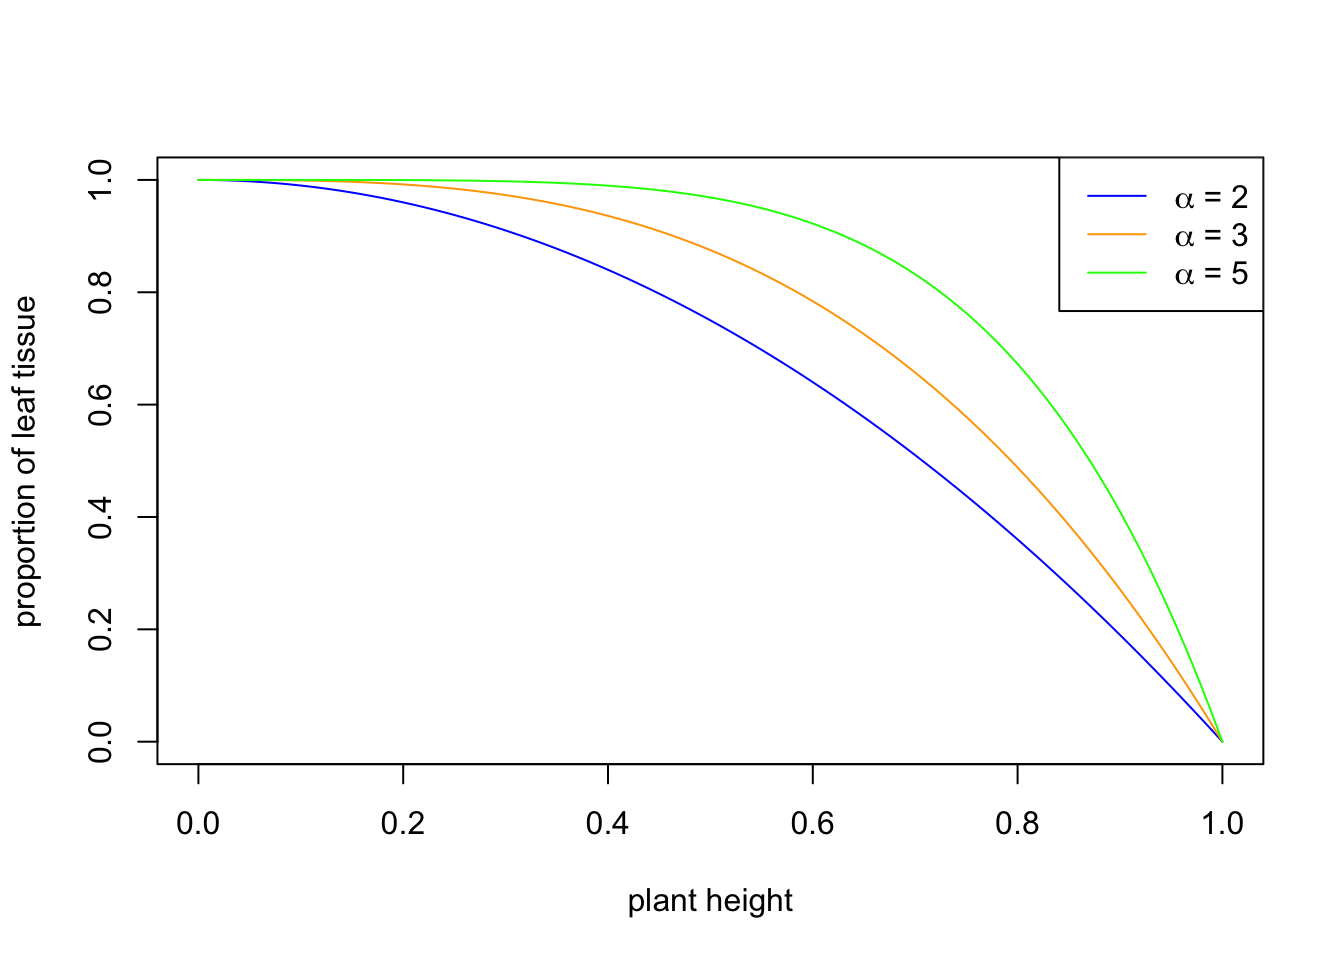 α = 2
α = 3
α = 5
proportion of leaf tissue
1.0
0.8
0.6
0.4
0.2
0.0
0.0 0.2 0.4 0.6 0.8 1.0
plant height